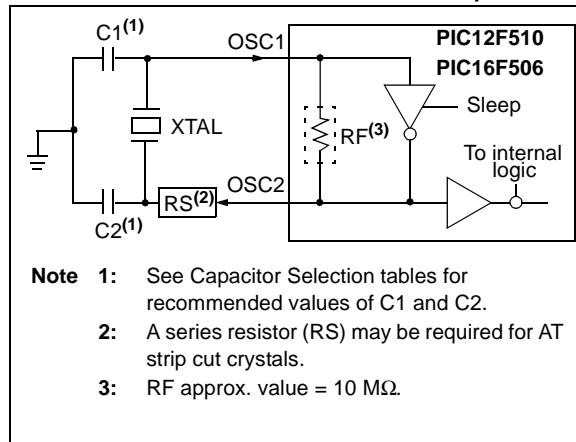 C1(1)
OSC1
PIC12F510
PIC16F506
Sleep
XTAL
RF(3)
To internal
logic
OSC2
RS(2)
C2(1)
Note 1: See Capacitor Selection tables for
recommended values of C1 and C2.
2: A series resistor (RS) may be required for AT
strip cut crystals.
3: RF approx. value = 10 MΩ.